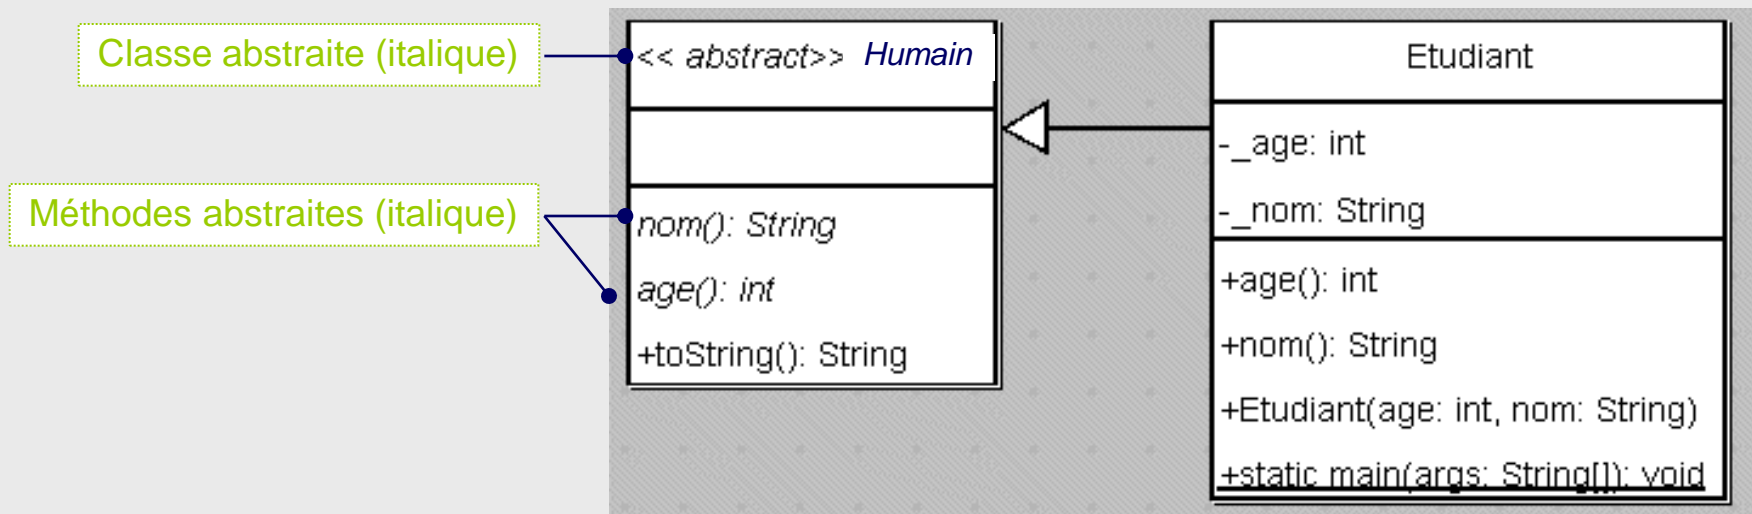 Classe abstraite (italique)
Méthodes abstraites (italique)
<< abstract>> Humain
nom(): String
age(): int
+toString(): String
Etudiant
-_age: int
-_nom: String
+age(): int
+nom(): String
+Etudiant(age: int, nom: String)
+static main(args: String[]): void